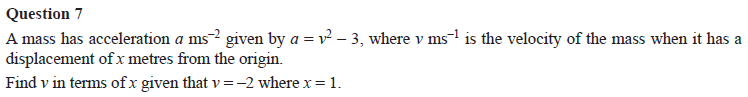 Question 7
A mass has acceleration a ms⁻² given by a = v² – 3, where v ms⁻¹ is the velocity of the mass when it has a
displacement of x metres from the origin.
Find v in terms of x given that v = –2 where x = 1.